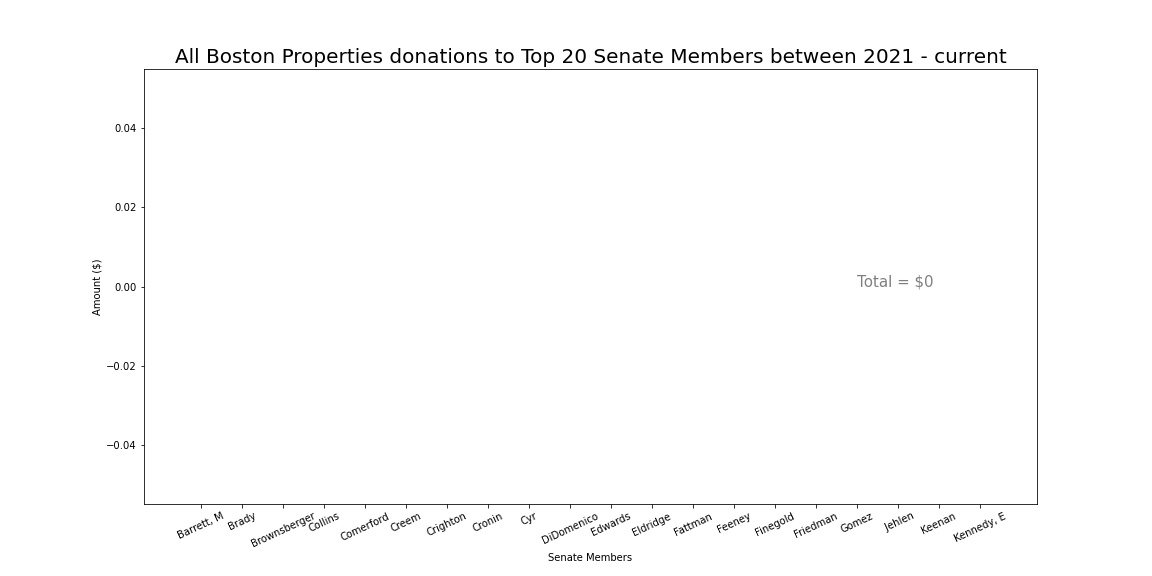 All Boston Properties donations to Top 20 Senate Members between 2021 - current
0.04
0.02
0.00
−0.02
−0.04
Amount ($)
Total = $0
Barrett, M
Brady
Brownsberger
Collins
Comerford
Creem
Crighton
Cronin
Cyr
DiDomenico
Edwards
Eldridge
Fattman
Feeney
Finegold
Friedman
Gomez
Jehlen
Keenan
Kennedy, E
Senate Members